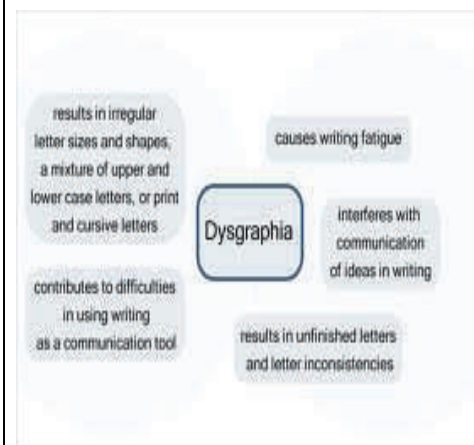 results in irregular
letter sizes and shapes,
a mixture of upper and
lower case letters, or print
and cursive letters
causes writing fatigue
Dysgraphia
interferes with
communication
of ideas in writing
contributes to difficulties
in using writing
as a communication tool
results in unfinished letters
and letter inconsistencies